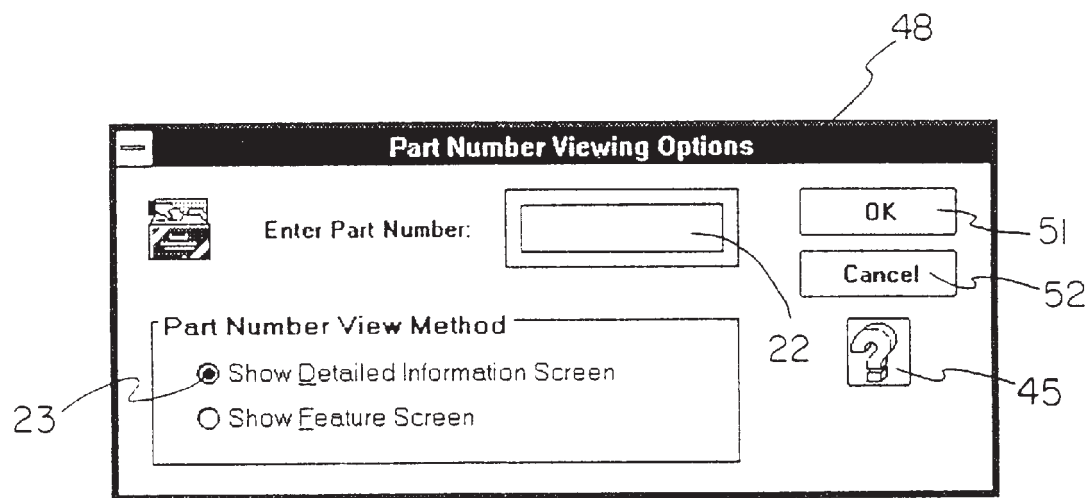 48
Part Number Viewing Options
Enter Part Number:
OK
51
Cancel
52
22
Part Number View Method
45
23
Show Detailed Information Screen
Show Feature Screen